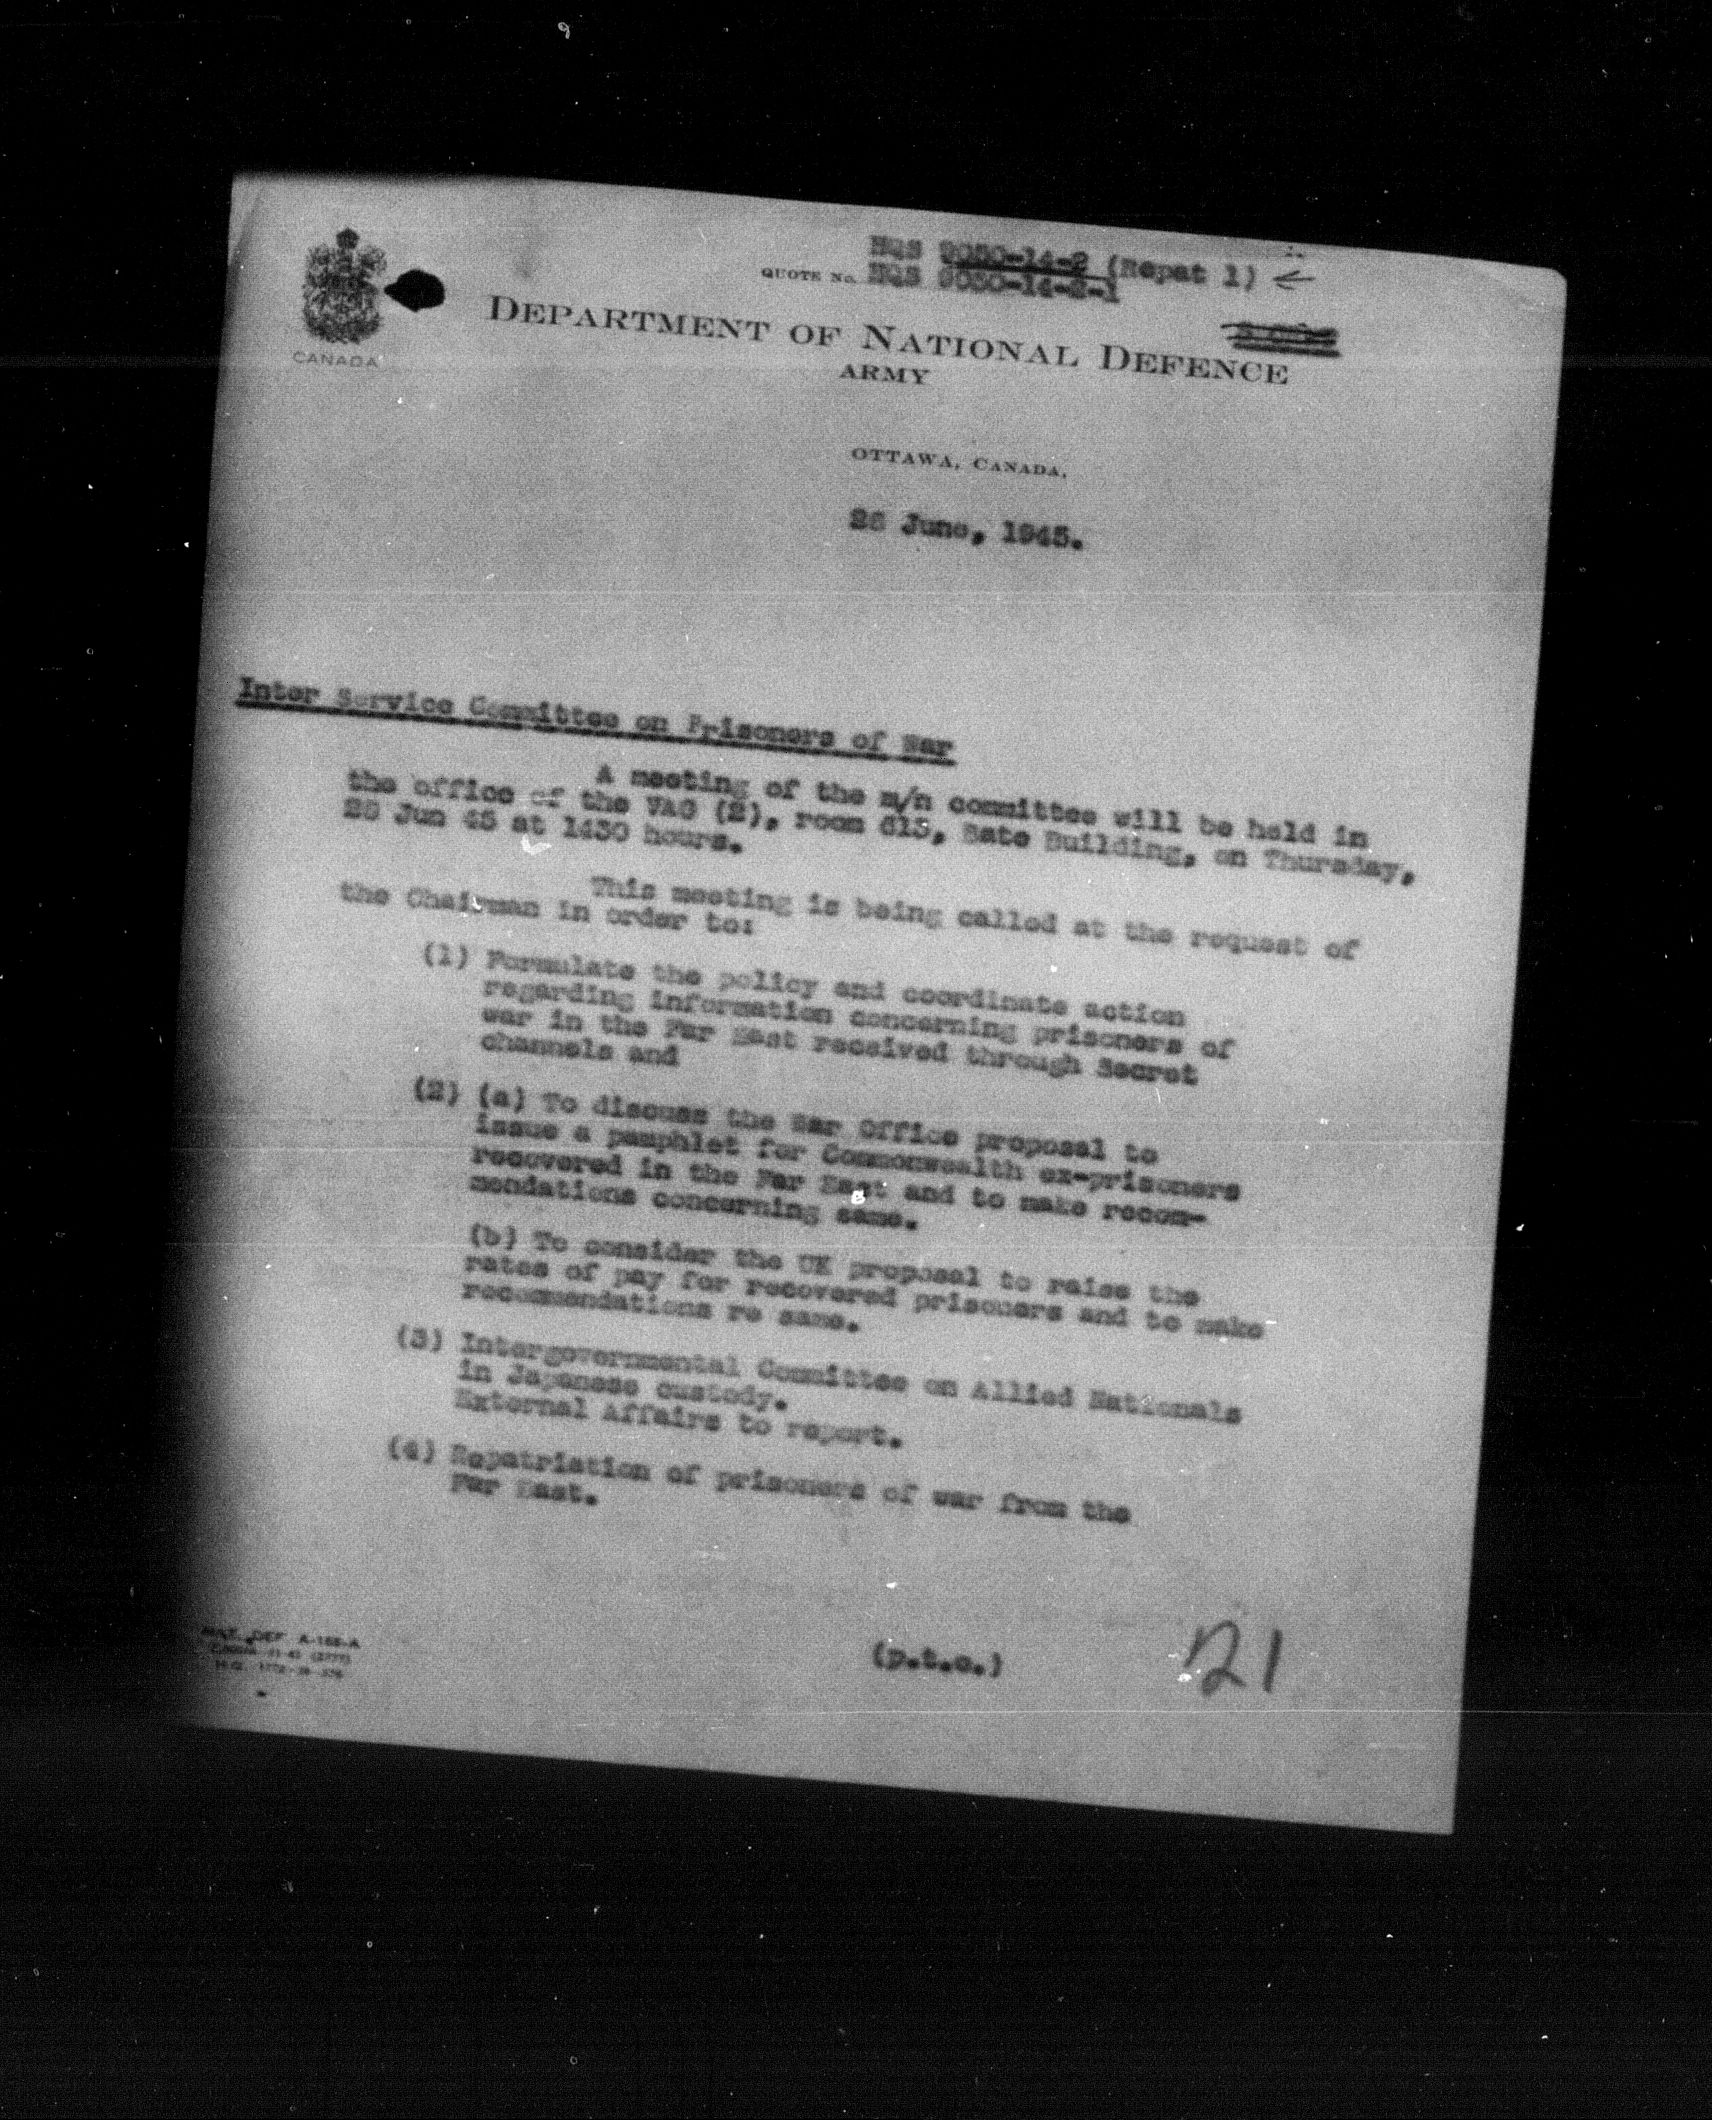 HQS 9050-14-2 (Repat 1)
QUOTE No. HQS 9050-14-2-1
CANADA
DEPARTMENT OF NATIONAL DEFENCE
ARMY
OTTAWA, CANADA,
June, 1945.
Inter Service Committee on Prisoners of War
A meeting of the m/n committee will be held in
the office of the VAG (2), room 615, Bate Building, on Thursday,
28 Jun 45 at 1430 hours.
This meeting is being called at the request of
the Chairman in order to:
(1) Formulate the policy and coordinate action
regarding information concerning prisoners of
war in the Far East received through Secret
channels and
(2) (a) To discuss the War Office proposal to
issue a pamphlet for Commonwealth ex-prisoners
recovered in the Far East and to make recom-
mendations concerning same.
(b) To consider the UK proposal to raise the
rates of pay for recovered prisoners and to make
recommendations re same.
(3) Intergovernmental Committee on Allied Nationals
in Japanese custody.
External Affairs to report.
(4) Repatriation of prisoners of war from the
Far East.
(p.t.o.)
21
NAT. DEF. A-165-A